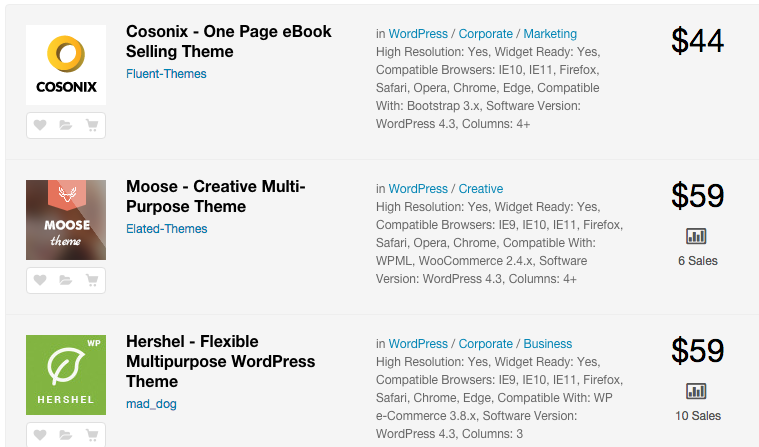 COSONIX
Cosonix - One Page eBook
Selling Theme
Fluent-Themes
in WordPress / Corporate / Marketing
High Resolution: Yes, Widget Ready: Yes,
Compatible Browsers: IE10, IE11, Firefox,
Safari, Opera, Chrome, Edge, Compatible
With: Bootstrap 3.x, Software Version:
WordPress 4.3, Columns: 4+
$44
MOOSE
theme
Moose - Creative Multi-
Purpose Theme
Elated-Themes
in WordPress / Creative
High Resolution: Yes, Widget Ready: Yes,
Compatible Browsers: IE9, IE10, IE11, Firefox,
Safari, Opera, Chrome, Compatible With:
WPML, WooCommerce 2.4.x, Software
Version: WordPress 4.3, Columns: 4+
$59
6 Sales
WP
HERSHEL
Hershel - Flexible
Multipurpose WordPress
Theme
mad_dog
in WordPress / Corporate / Business
High Resolution: Yes, Widget Ready: Yes,
Compatible Browsers: IE9, IE10, IE11, Firefox,
Safari, Chrome, Edge, Compatible With: WP
e-Commerce 3.8.x, Software Version:
WordPress 4.3, Columns: 3
$59
10 Sales